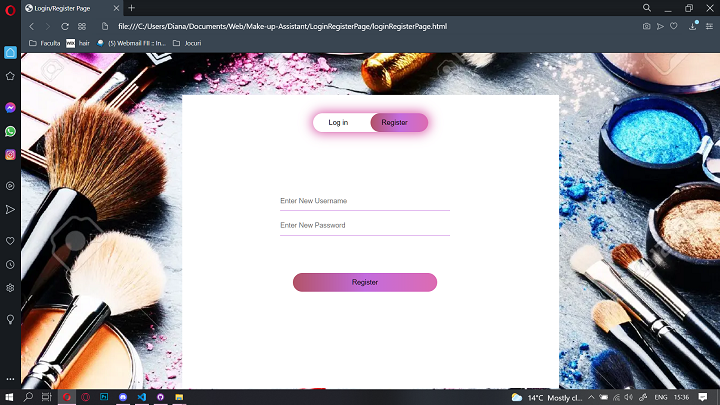 Login/Register Page
file:///C:/Users/Diana/Documents/Web/Make-up-Assistant/LoginRegisterPage/loginRegisterPage.html
Faculta
hair
(5) Webmail FII :: In...
Jocuri
Log in
Register
Enter New Username
Enter New Password
Register
14°C Mostly cl...
ENG
15:36